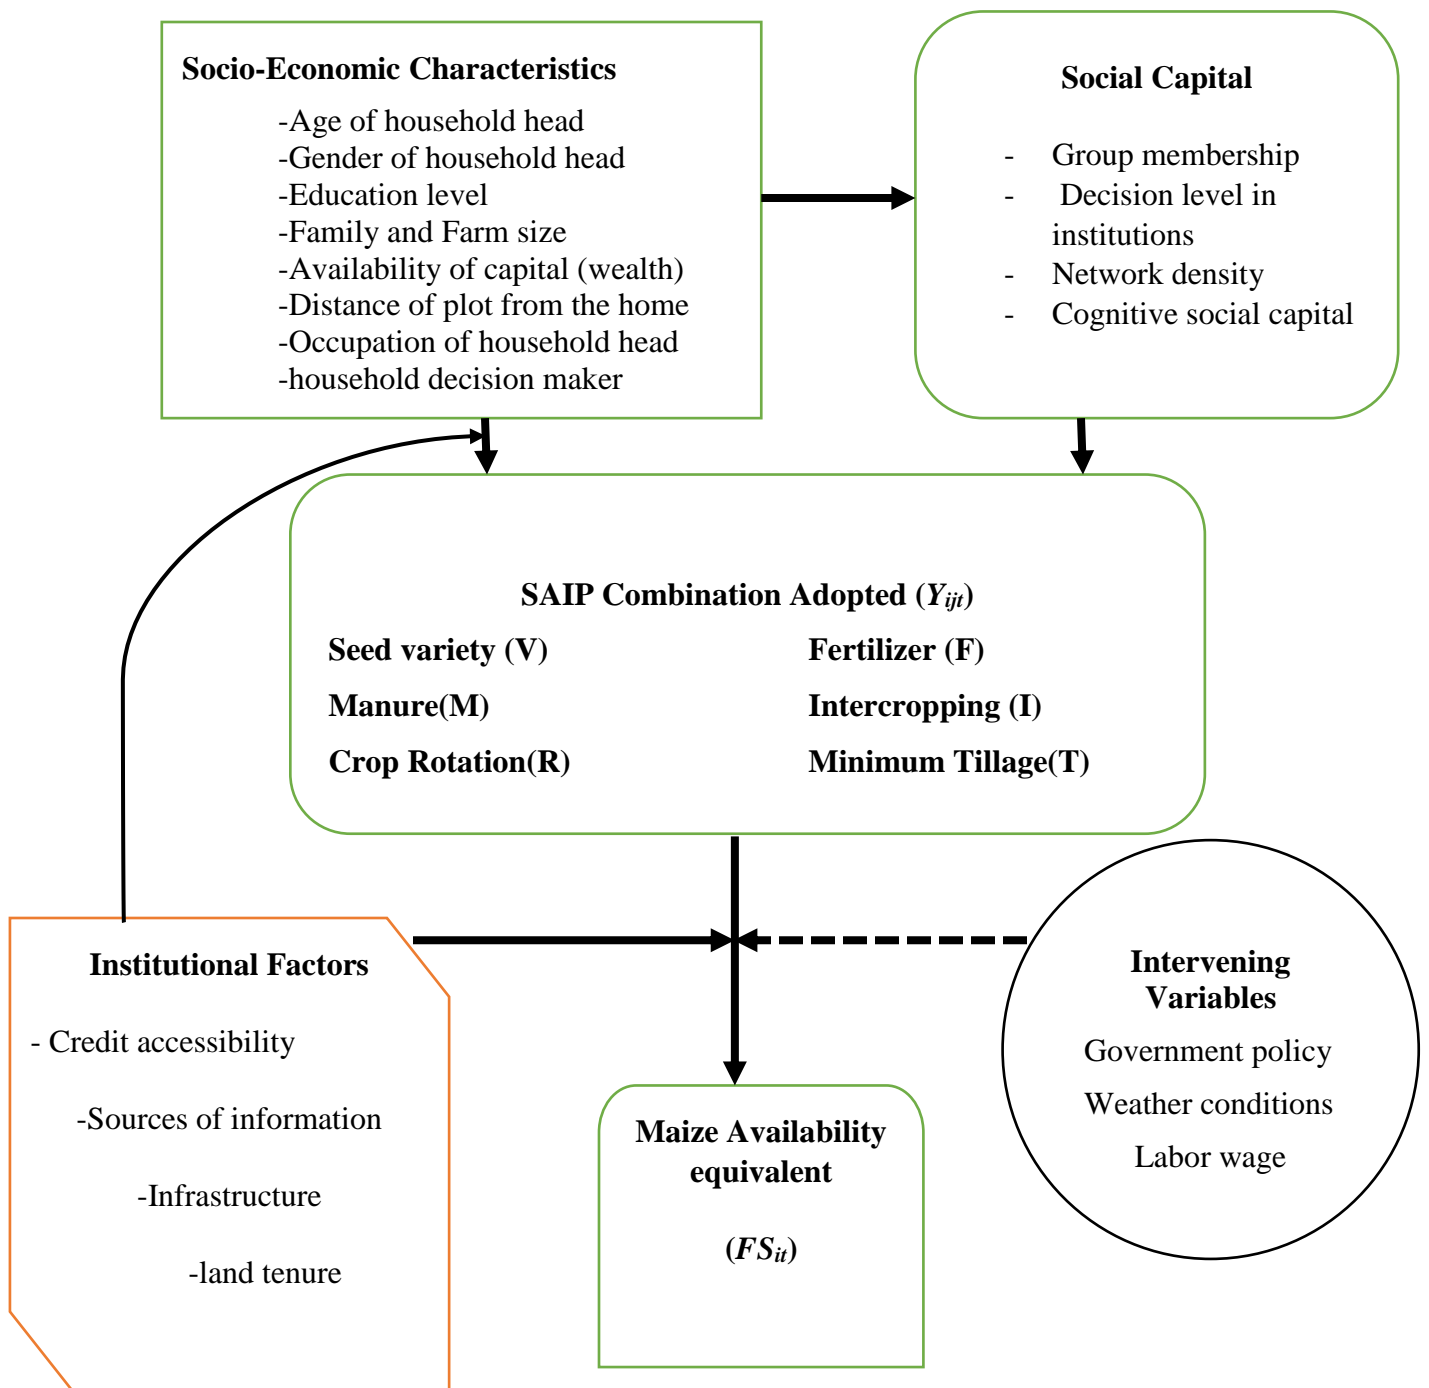 Socio-Economic Characteristics
-Age of household head
-Gender of household head
-Education level
-Family and Farm size
-Availability of capital (wealth)
-Distance of plot from the home
-Occupation of household head
-household decision maker
Social Capital
- Group membership
- Decision level in
institutions
- Network density
- Cognitive social capital
SAIP Combination Adopted (Yijt)
Seed variety (V) Fertilizer (F)
Manure(M) Intercropping (I)
Crop Rotation(R) Minimum Tillage(T)
Institutional Factors
- Credit accessibility
-Sources of information
-Infrastructure
-land tenure
Maize Availability
equivalent
(FSit)
Intervening
Variables
Government policy
Weather conditions
Labor wage